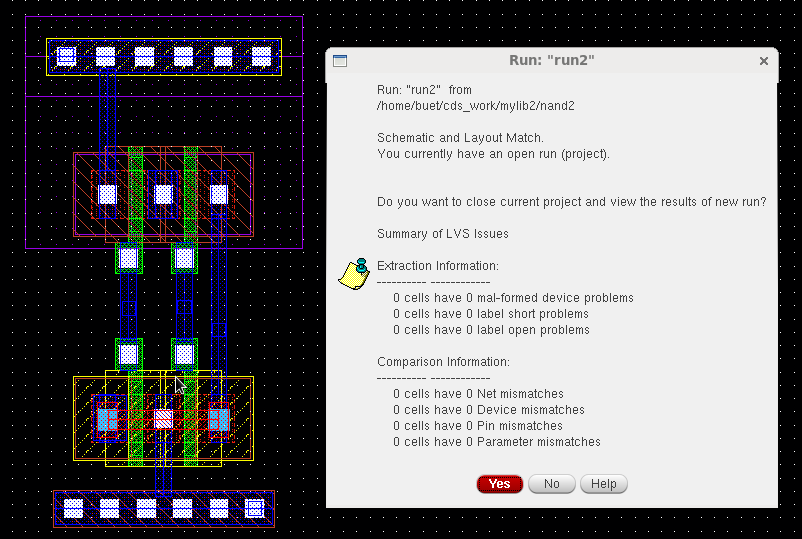 Run: "run2"
Run: "run2" from
/home/buet/cds_work/mylib2/nand2
Schematic and Layout Match.
You currently have an open run (project).
Do you want to close current project and view the results of new run?
Summary of LVS Issues
Extraction Information:
---------- ------------
0 cells have 0 mal-formed device problems
0 cells have 0 label short problems
0 cells have 0 label open problems
Comparison Information:
---------- ------------
0 cells have 0 Net mismatches
0 cells have 0 Device mismatches
0 cells have 0 Pin mismatches
0 cells have 0 Parameter mismatches
Yes No Help